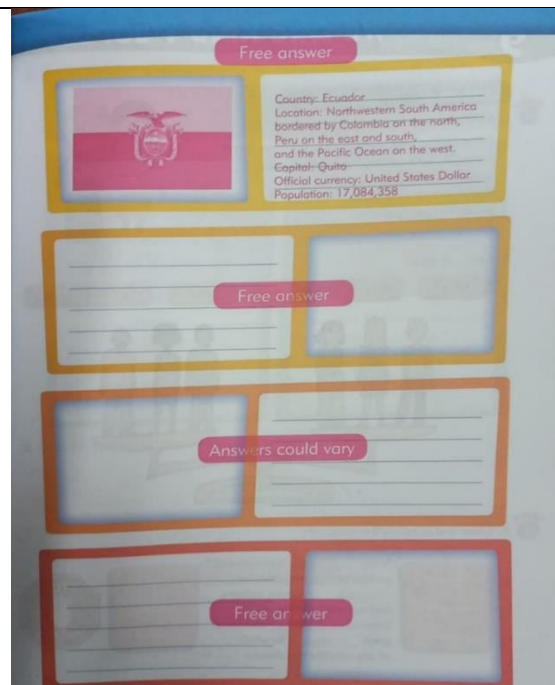 Free answer
Country: Ecuador
Location: Northwestern South America
bordered by Colombia on the north,
Peru on the east and south,
and the Pacific Ocean on the west.
Capital: Quito
Official currency: United States Dollar
Population: 17,084,358
Free answer
Answers could vary
Free answer